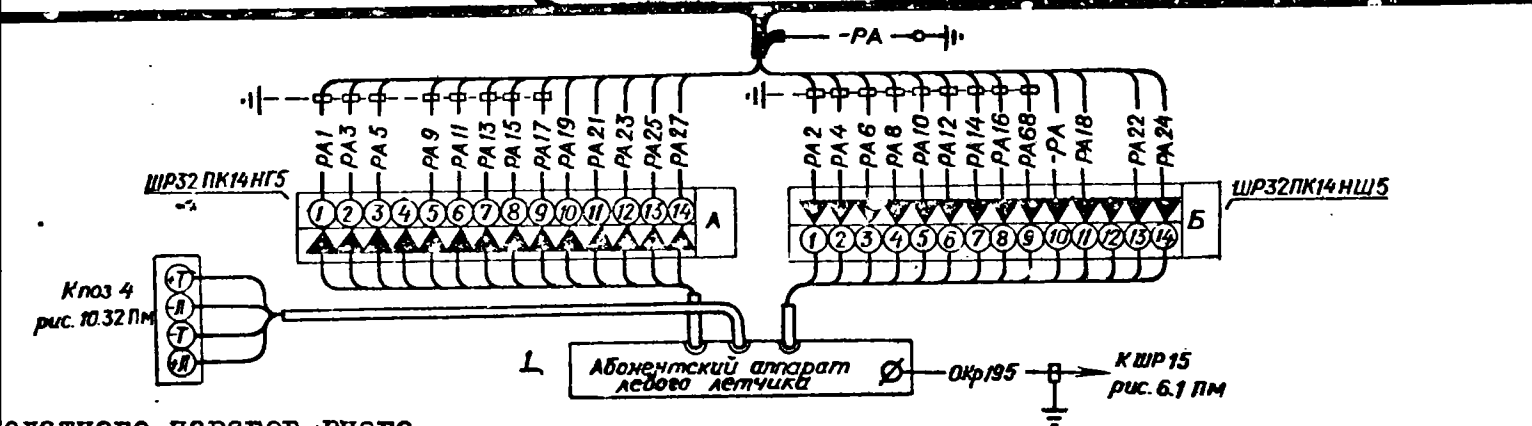 -РА
РА1 РА3 РА5 РА9 РА11 РА13 РА15 РА17 РА19 РА21 РА23 РА25 РА27
РА2 РА4 РА6 РА8 РА10 РА12 РА14 РА16 РА68 -РА РА18 РА22 РА24
ШР32ПК14НГ5
1 2 3 4 5 6 7 8 9 10 11 12 13 14 А
1 2 3 4 5 6 7 8 9 10 11 12 13 14 Б
ШР32ПК14НШ5
К поз 4
рис. 10.32 Пм
+Т
-Л
-Т
+Л
1
Абонентский аппарат
левого летчика
ОКр195
К ШР15
рис. 6.1 Пм